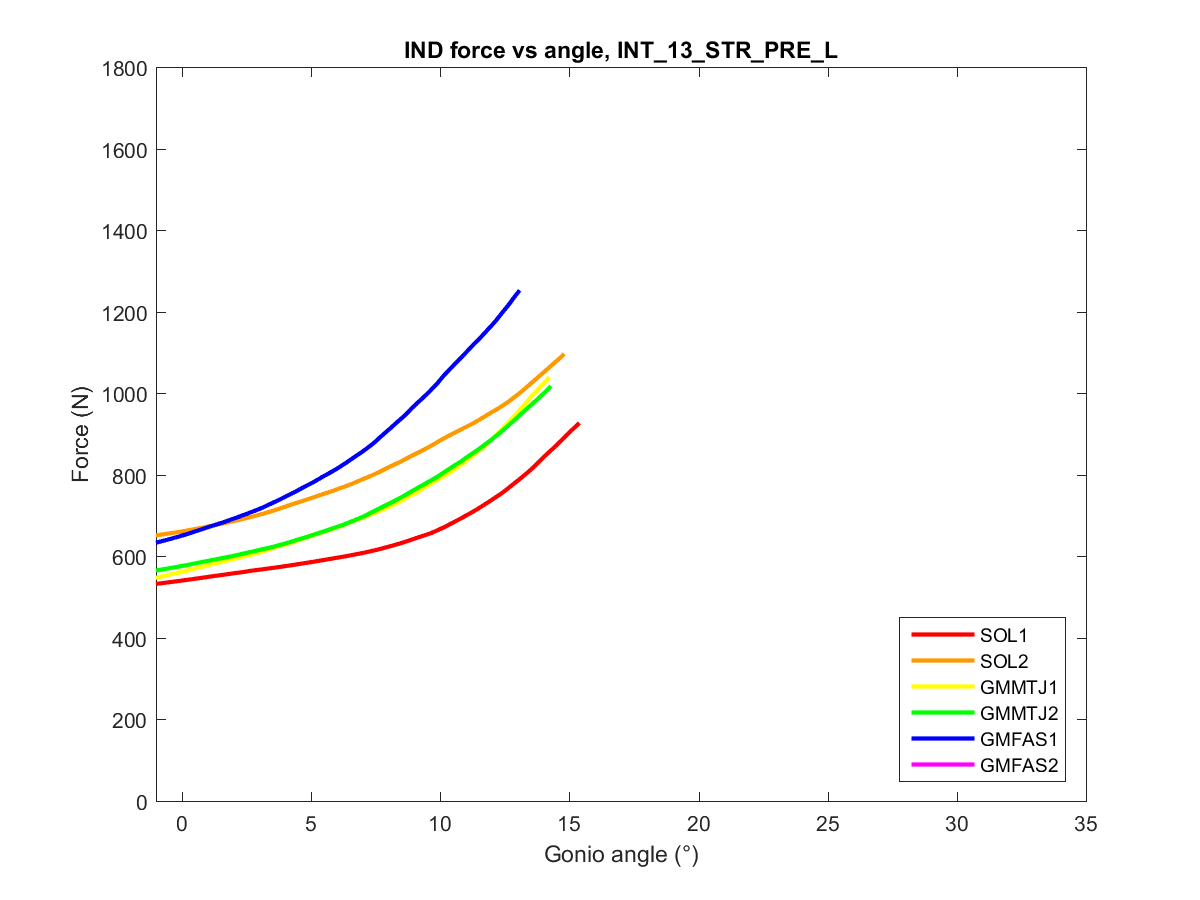 IND force vs angle, INT_13_STR_PRE_L
1800
1600
1400
1200
1000
800
600
400
200
0
Force (N)
SOL1
SOL2
GMMTJ1
GMMTJ2
GMFAS1
GMFAS2
0 5 10 15 20 25 30 35
Gonio angle (°)